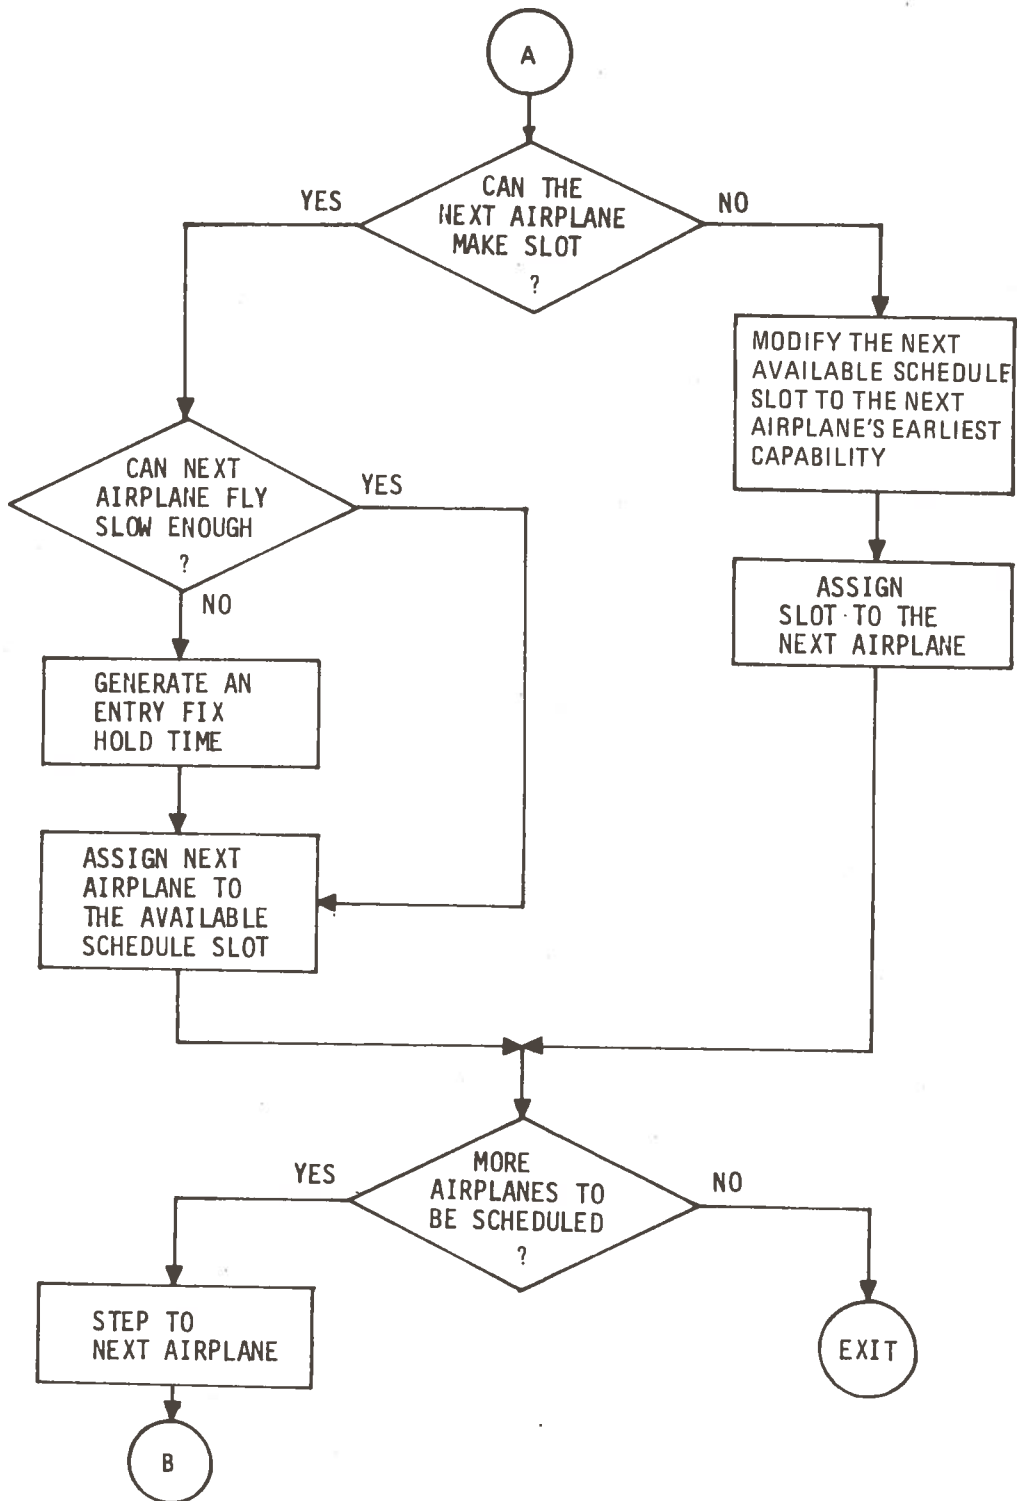 A
CAN THE
NEXT AIRPLANE
MAKE SLOT
?
YES
NO
MODIFY THE NEXT
AVAILABLE SCHEDULE
SLOT TO THE NEXT
AIRPLANE'S EARLIEST
CAPABILITY
CAN NEXT
AIRPLANE FLY
SLOW ENOUGH
?
YES
NO
ASSIGN
SLOT TO THE
NEXT AIRPLANE
GENERATE AN
ENTRY FIX
HOLD TIME
ASSIGN NEXT
AIRPLANE TO
THE AVAILABLE
SCHEDULE SLOT
MORE
AIRPLANES TO
BE SCHEDULED
?
YES
NO
STEP TO
NEXT AIRPLANE
EXIT
B